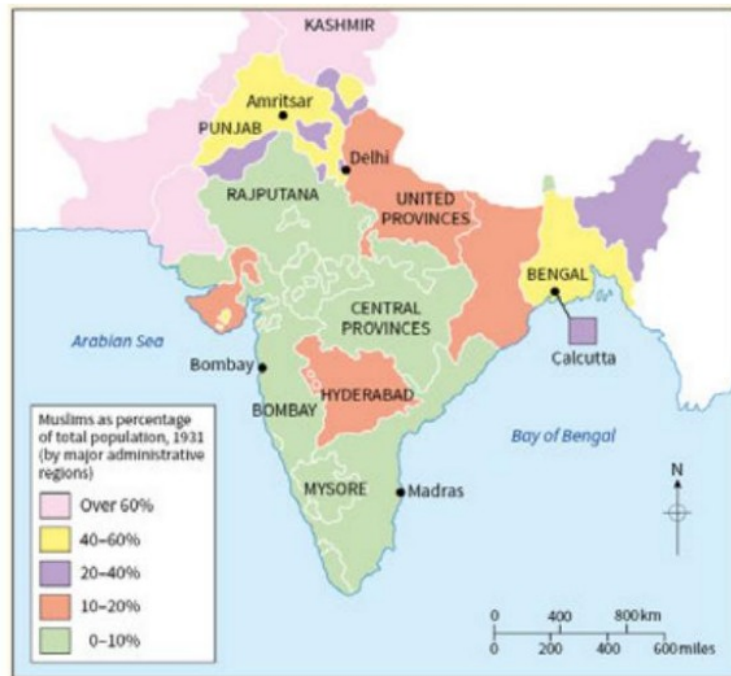 KASHMIR
Amritsar
PUNJAB
Delhi
RAJPUTANA
UNITED
PROVINCES
BENGAL
CENTRAL
PROVINCES
Calcutta
Arabian Sea
Bombay
HYDERABAD
BOMBAY
Bay of Bengal
MYSORE
Madras
N
Muslims as percentage
of total population, 1931
(by major administrative
regions)
Over 60%
40–60%
20–40%
10–20%
0–10%
0 400 800 km
0 200 400 600 miles